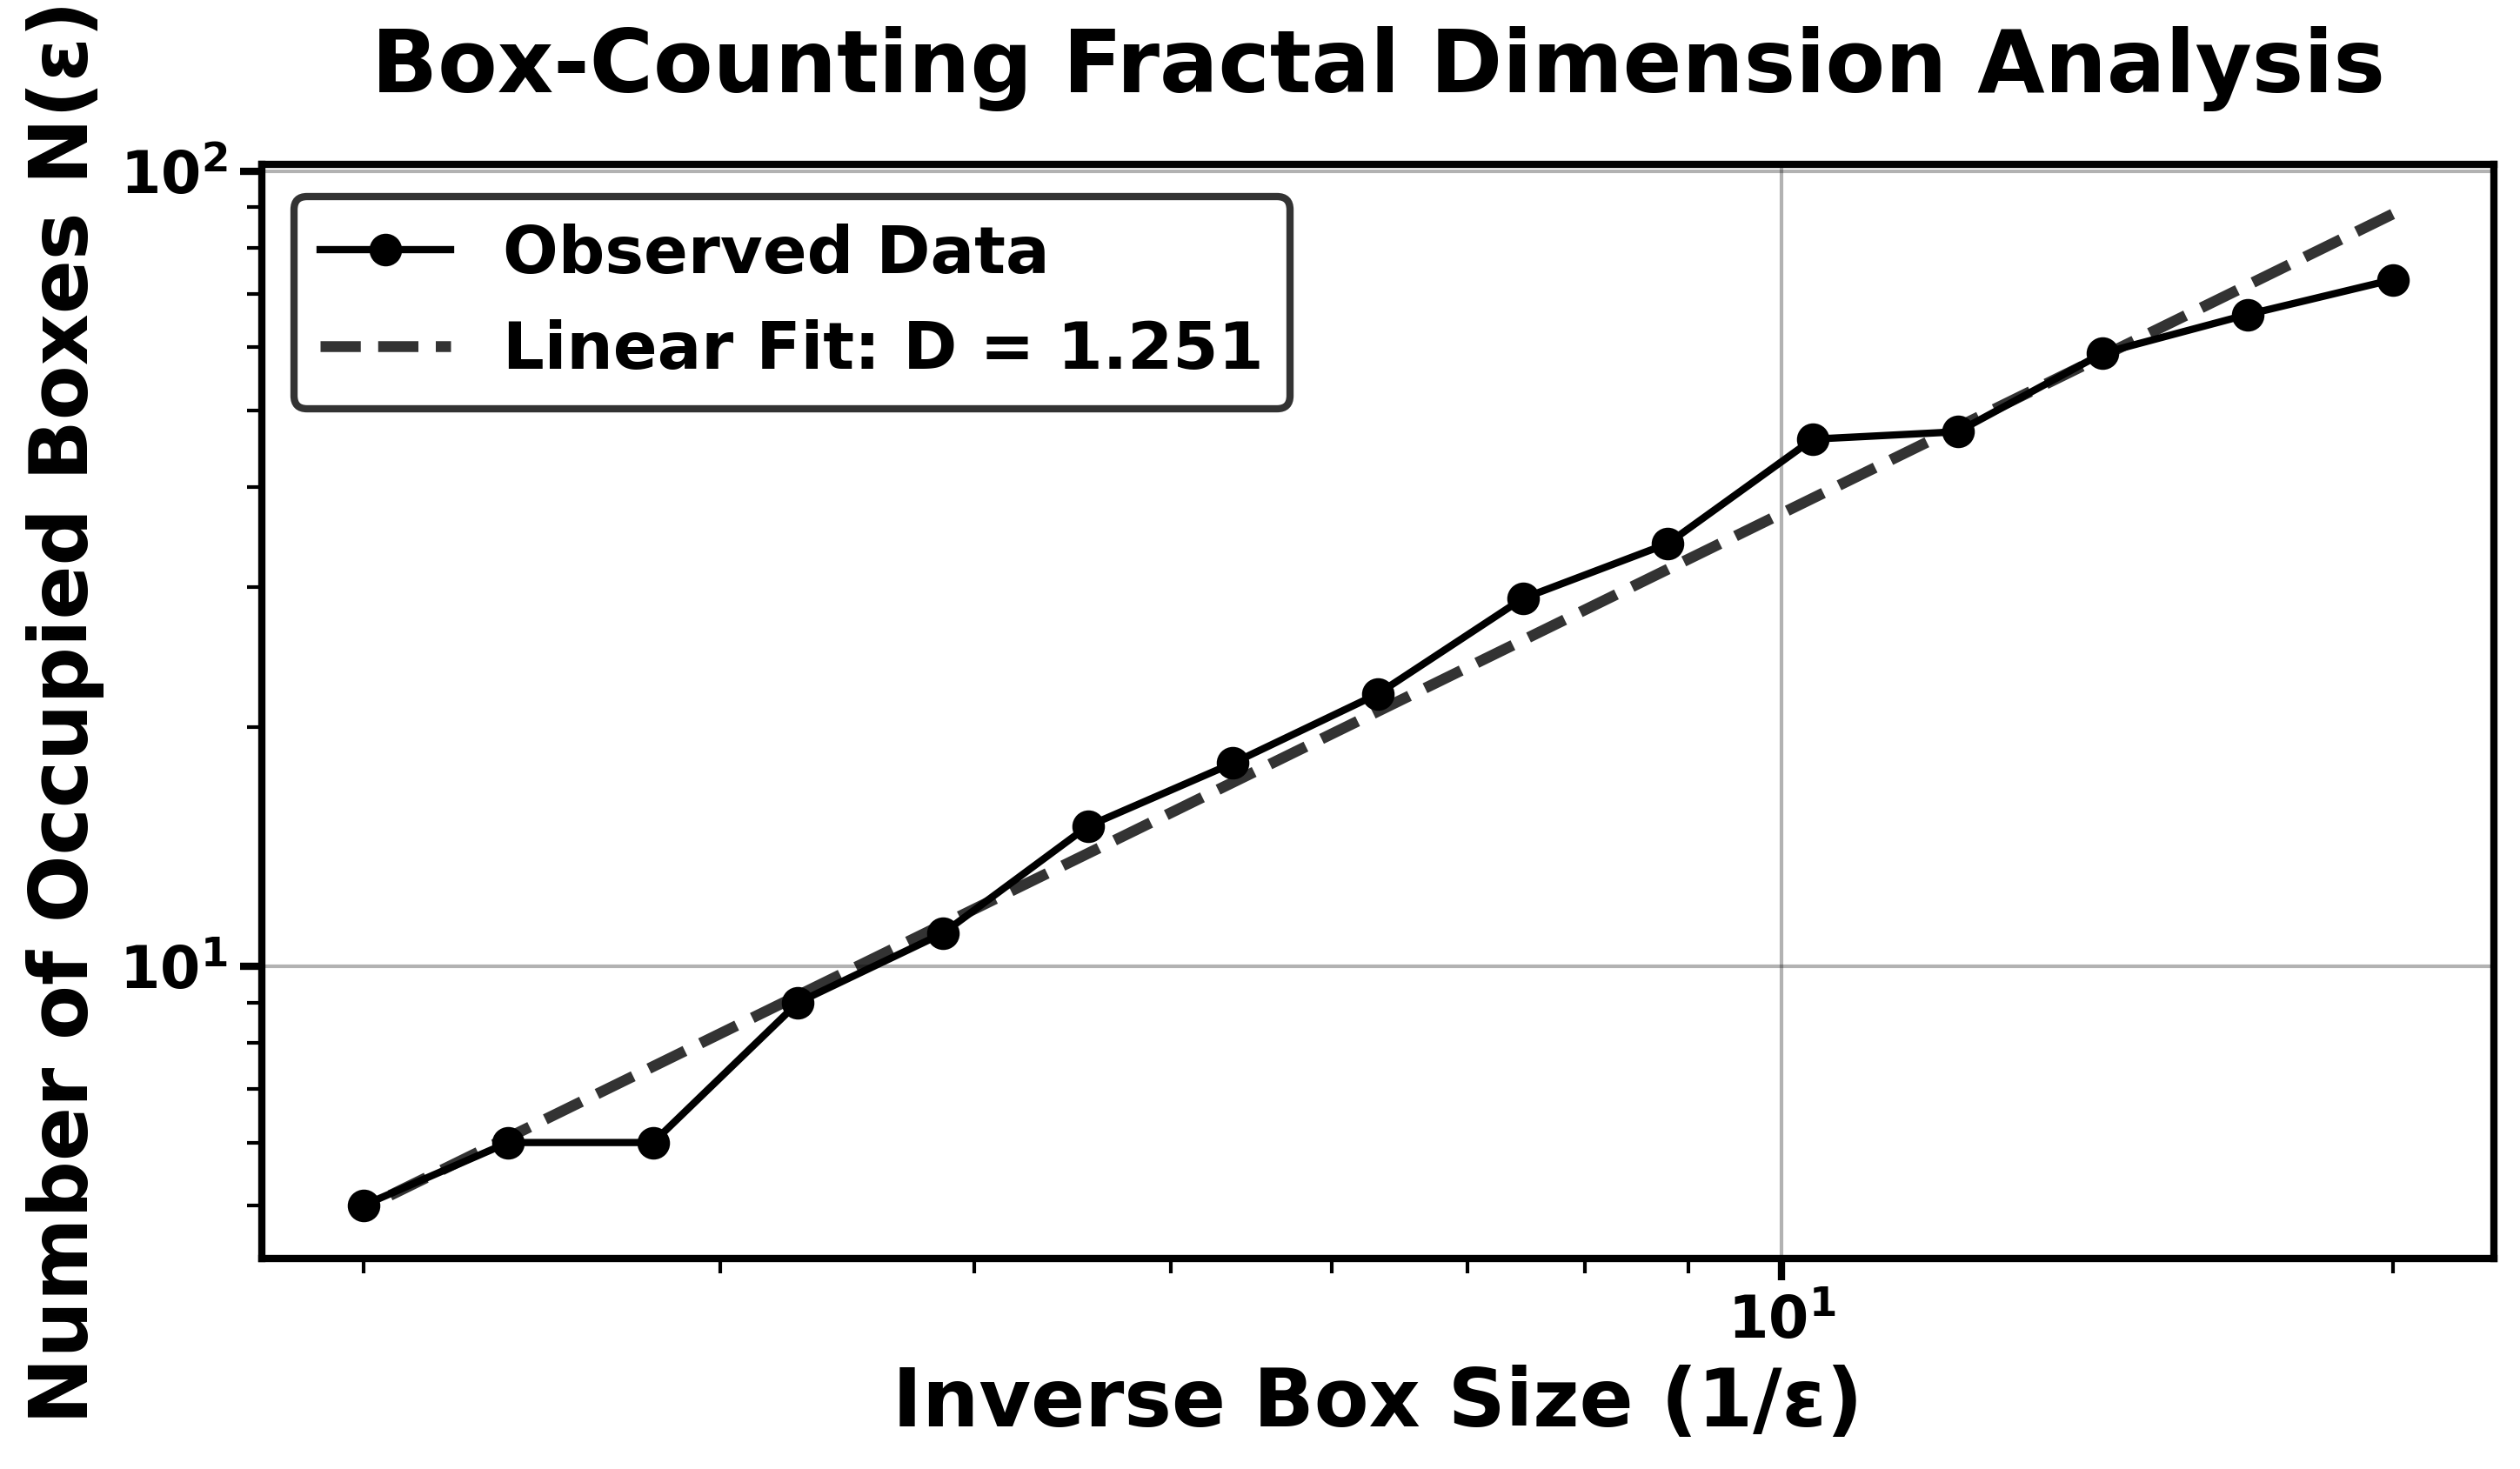 Box-Counting Fractal Dimension Analysis
Number of Occupied Boxes N(ε)
10²
10¹
Observed Data
Linear Fit: D = 1.251
10¹
Inverse Box Size (1/ε)